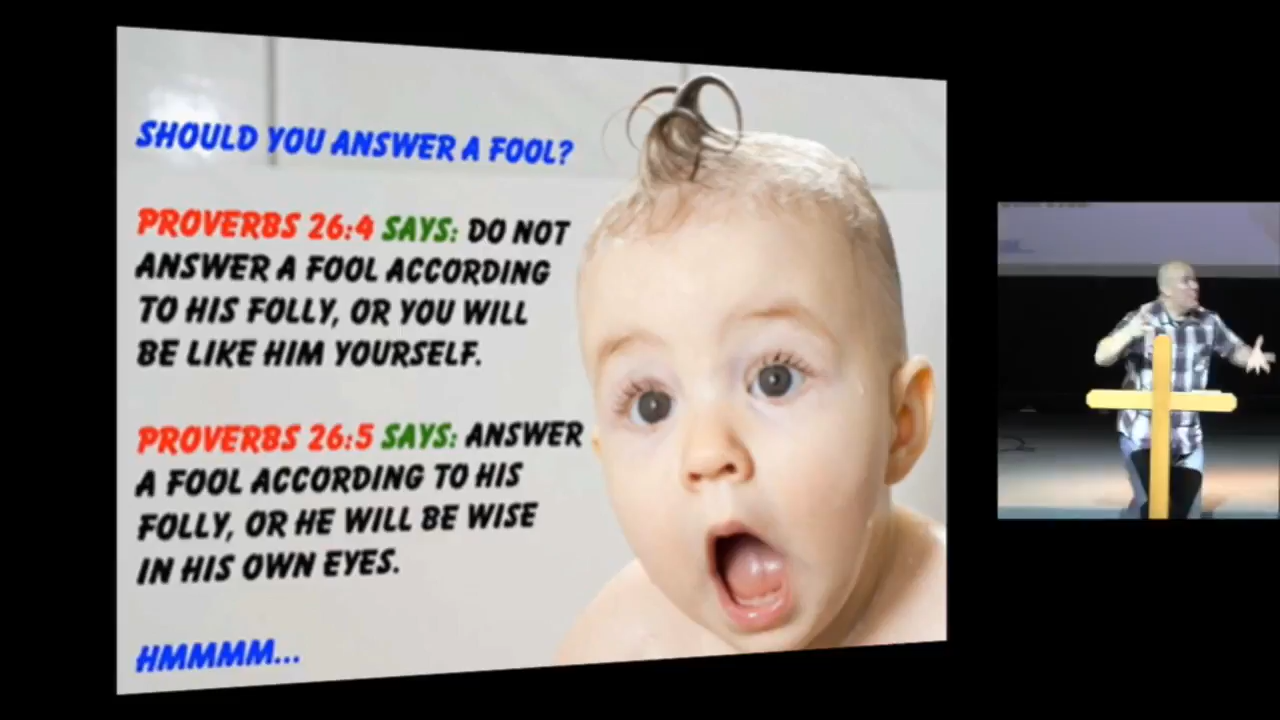 SHOULD YOU ANSWER A FOOL?
PROVERBS 26:4 SAYS: DO NOT
ANSWER A FOOL ACCORDING
TO HIS FOLLY, OR YOU WILL
BE LIKE HIM YOURSELF.
PROVERBS 26:5 SAYS: ANSWER
A FOOL ACCORDING TO HIS
FOLLY, OR HE WILL BE WISE
IN HIS OWN EYES.
HMMMM...